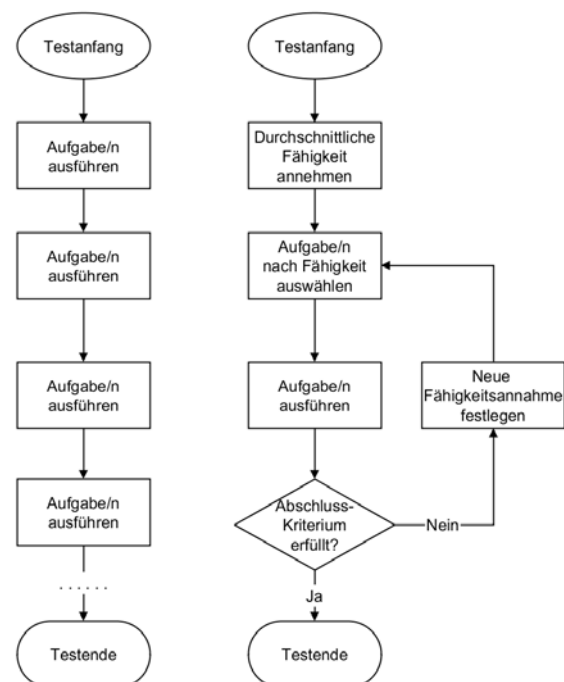 Testanfang
Aufgabe/n
ausführen
Aufgabe/n
ausführen
Aufgabe/n
ausführen
Aufgabe/n
ausführen
. . . . . .
Testende
Testanfang
Durchschnittliche
Fähigkeit
annehmen
Aufgabe/n
nach Fähigkeit
auswählen
Aufgabe/n
ausführen
Neue
Fähigkeitsannahme
festlegen
Abschluss-
Kriterium
erfüllt?
Nein
Ja
Testende